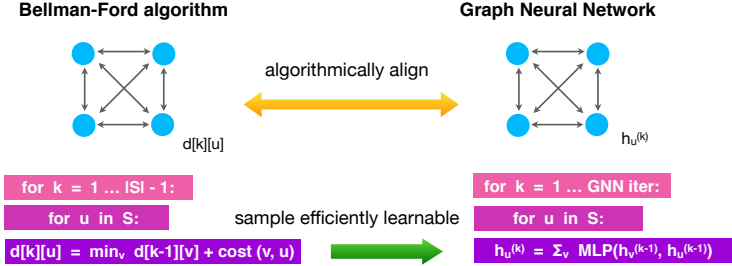 Bellman-Ford algorithm
Graph Neural Network
algorithmically align
d[k][u]
hᵤ⁽ᵏ⁾
for k = 1 ... |S| - 1:
for u in S:
d[k][u] = minᵥ d[k-1][v] + cost (v, u)
sample efficiently learnable
for k = 1 ... GNN iter:
for u in S:
hᵤ⁽ᵏ⁾ = Σᵥ MLP(hᵥ⁽ᵏ⁻¹⁾, hᵤ⁽ᵏ⁻¹⁾)